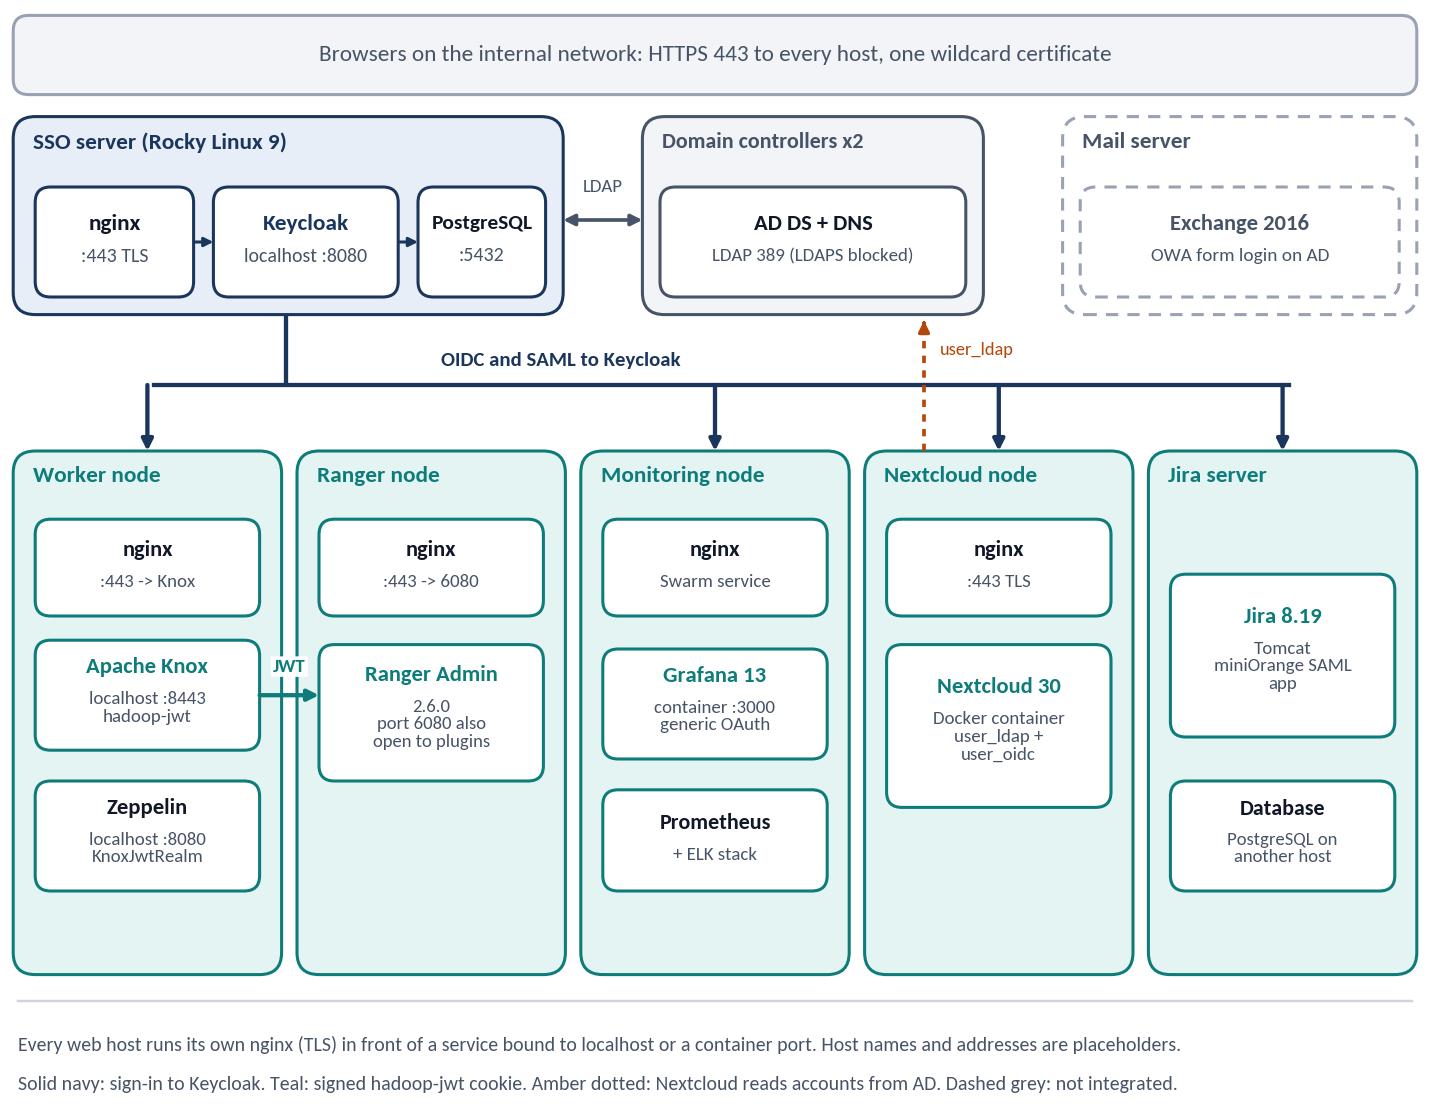 Browsers on the internal network: HTTPS 443 to every host, one wildcard certificate
SSO server (Rocky Linux 9)
nginx
:443 TLS
Keycloak
localhost :8080
PostgreSQL
:5432
LDAP
Domain controllers x2
AD DS + DNS
LDAP 389 (LDAPS blocked)
Mail server
Exchange 2016
OWA form login on AD
OIDC and SAML to Keycloak
user_ldap
Worker node
nginx
:443 -> Knox
Apache Knox
localhost :8443
hadoop-jwt
JWT
Zeppelin
localhost :8080
KnoxJwtRealm
Ranger node
nginx
:443 -> 6080
Ranger Admin
2.6.0
port 6080 also
open to plugins
Monitoring node
nginx
Swarm service
Grafana 13
container :3000
generic OAuth
Prometheus
+ ELK stack
Nextcloud node
nginx
:443 TLS
Nextcloud 30
Docker container
user_ldap +
user_oidc
Jira server
Jira 8.19
Tomcat
miniOrange SAML
app
Database
PostgreSQL on
another host
Every web host runs its own nginx (TLS) in front of a service bound to localhost or a container port. Host names and addresses are placeholders.
Solid navy: sign-in to Keycloak. Teal: signed hadoop-jwt cookie. Amber dotted: Nextcloud reads accounts from AD. Dashed grey: not integrated.